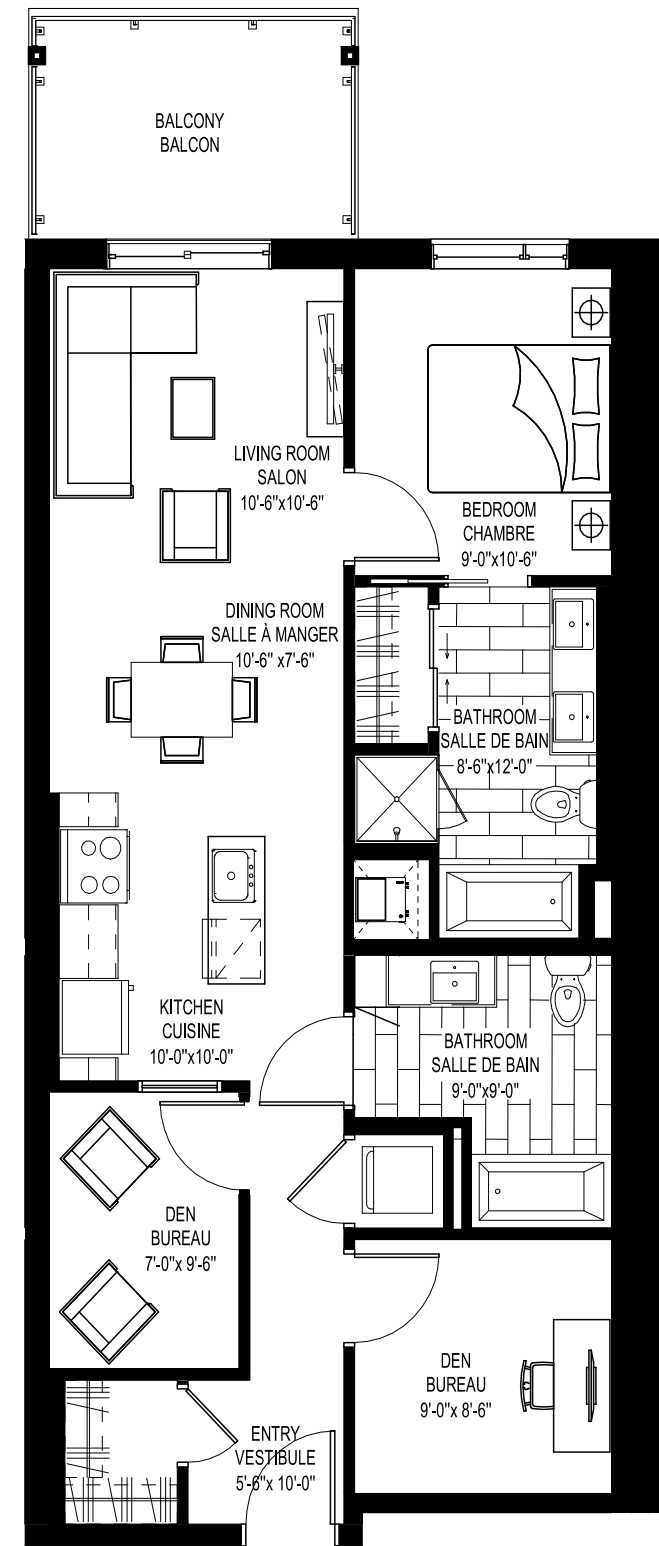 BALCONY
BALCON
LIVING ROOM
SALON
10'-6"x10'-6"
BEDROOM
CHAMBRE
9'-0"x10'-6"
DINING ROOM
SALLE À MANGER
10'-6" x7'-6"
BATHROOM
SALLE DE BAIN
8'-6"x12'-0"
KITCHEN
CUISINE
10'-0"x10'-0"
BATHROOM
SALLE DE BAIN
9'-0"x9'-0"
DEN
BUREAU
7'-0"x 9'-6"
DEN
BUREAU
9'-0"x 8'-6"
ENTRY
VESTIBULE
5'-6"x 10'-0"